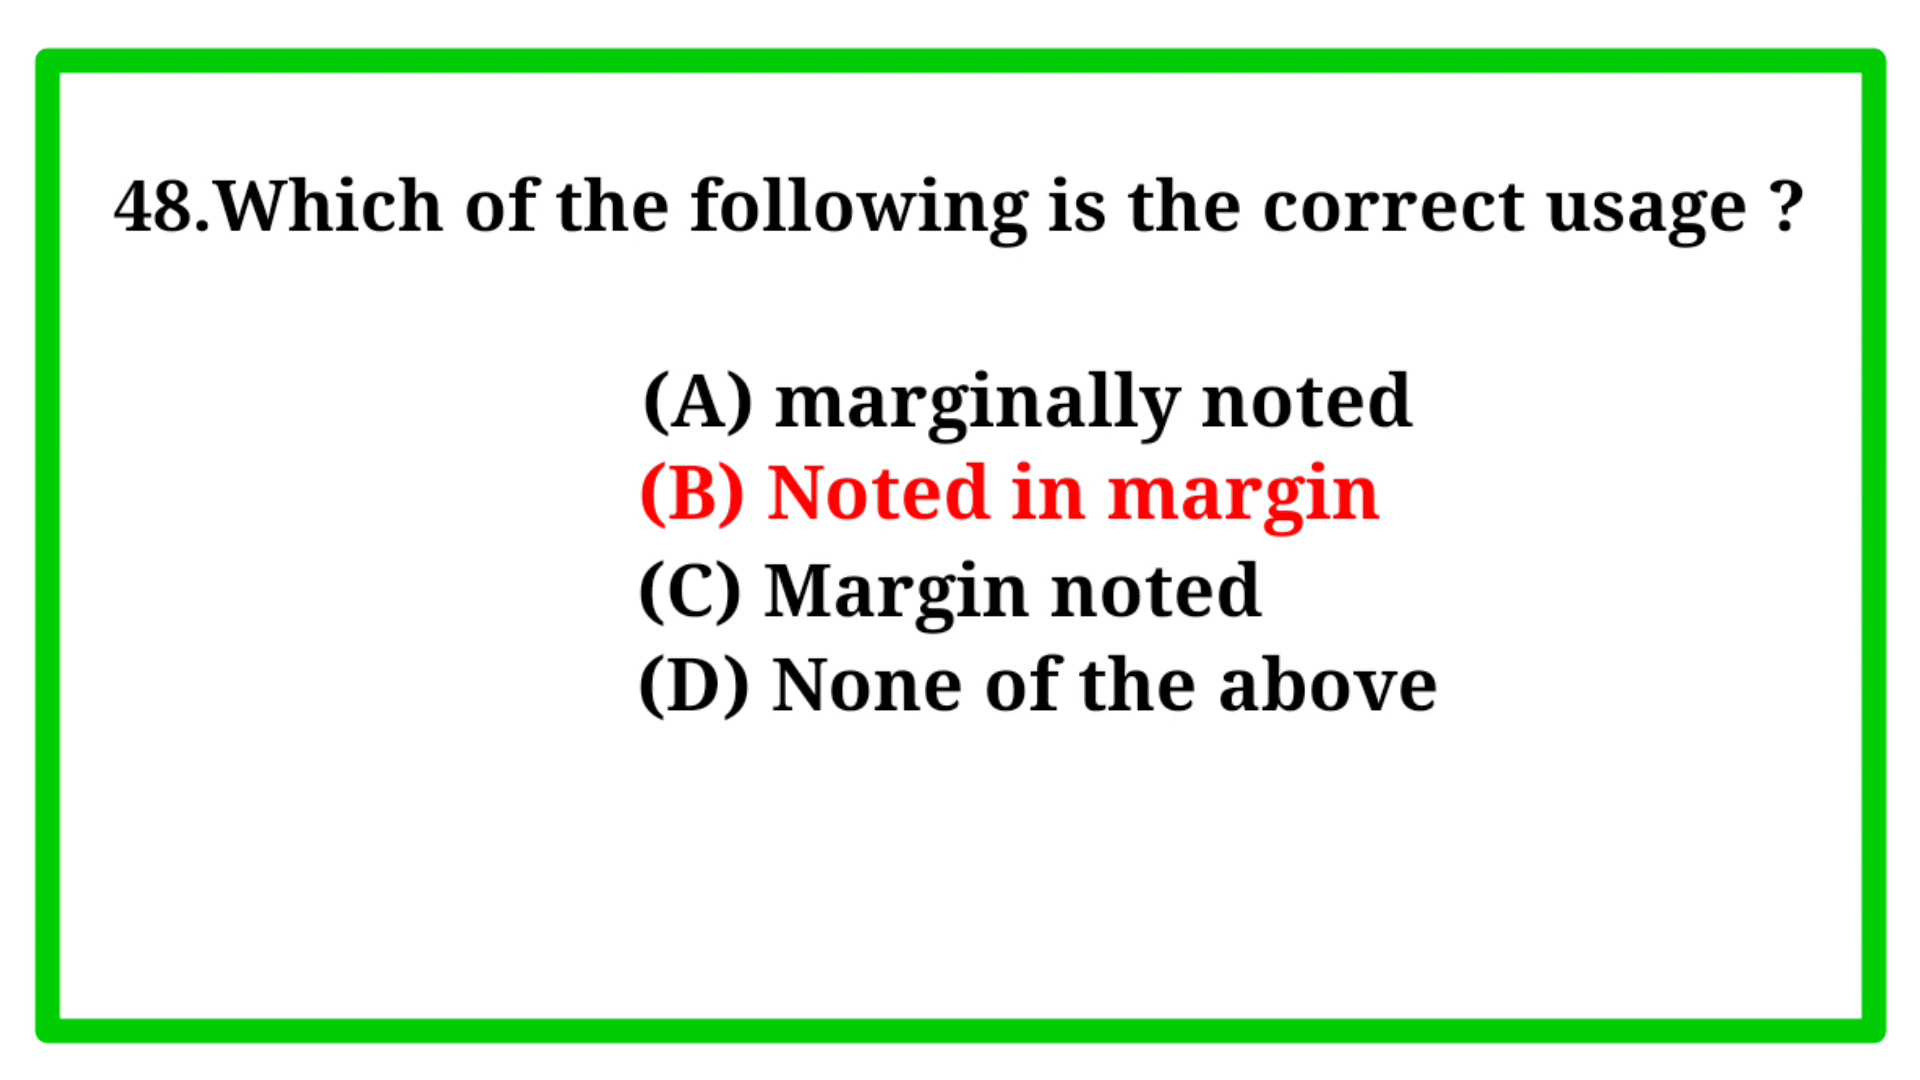 48.Which of the following is the correct usage ?
(A) marginally noted
(B) Noted in margin
(C) Margin noted
(D) None of the above